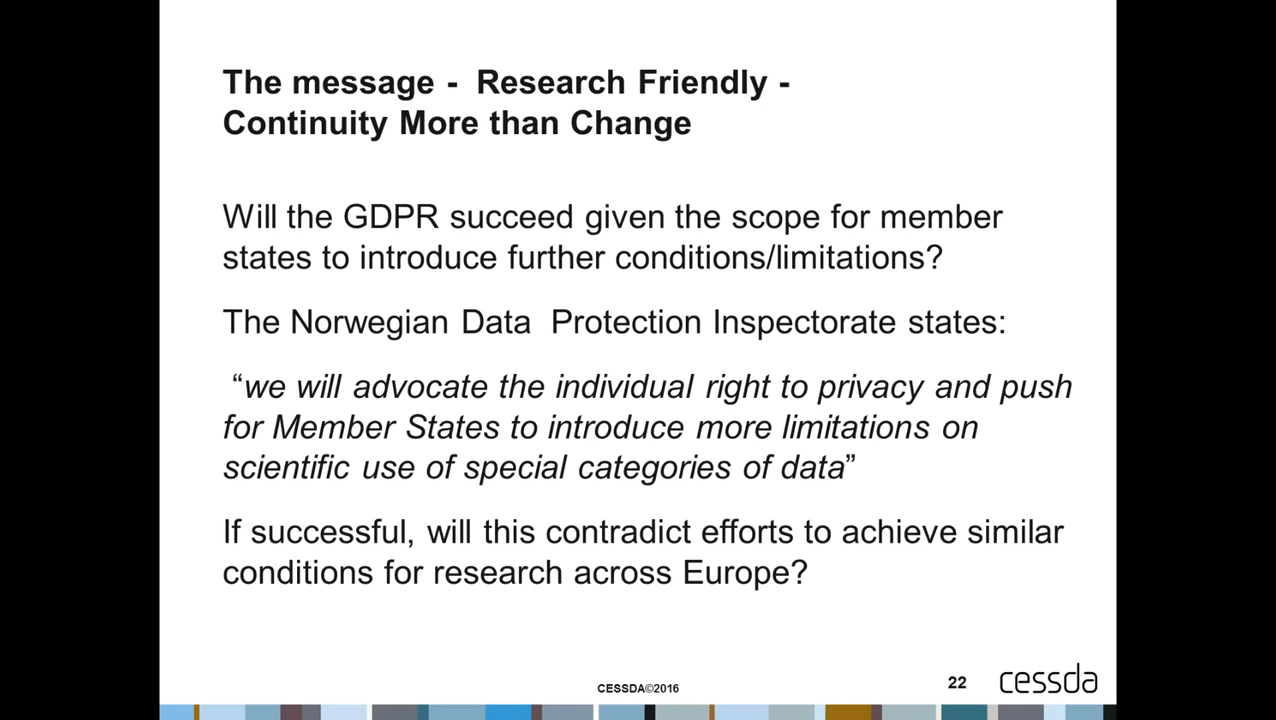 The message -  Research Friendly -
Continuity More than Change
Will the GDPR succeed given the scope for member
states to introduce further conditions/limitations?
The Norwegian Data  Protection Inspectorate states:
“we will advocate the individual right to privacy and push
for Member States to introduce more limitations on
scientific use of special categories of data”
If successful, will this contradict efforts to achieve similar
conditions for research across Europe?
CESSDA©2016
22
cessda